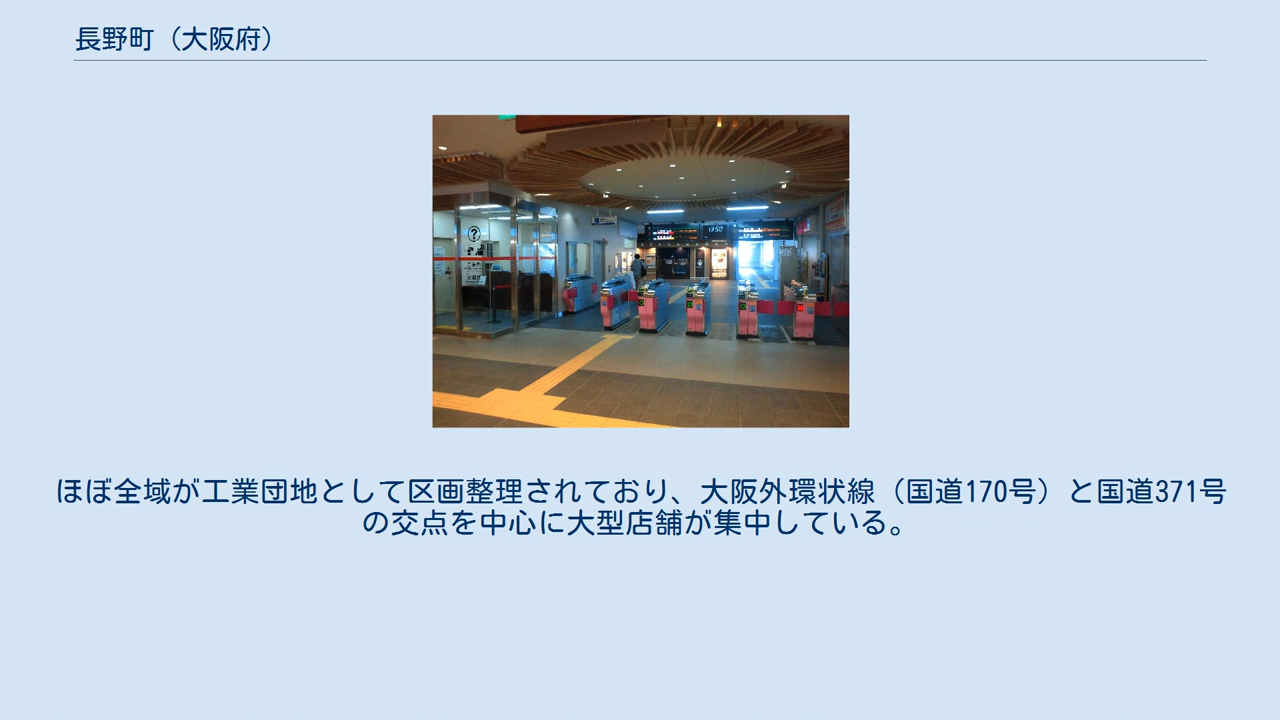 長野町（大阪府）
?
13:50
ほぼ全域が工業団地として区画整理されており、大阪外環状線（国道170号）と国道371号
の交点を中心に大型店舗が集中している。